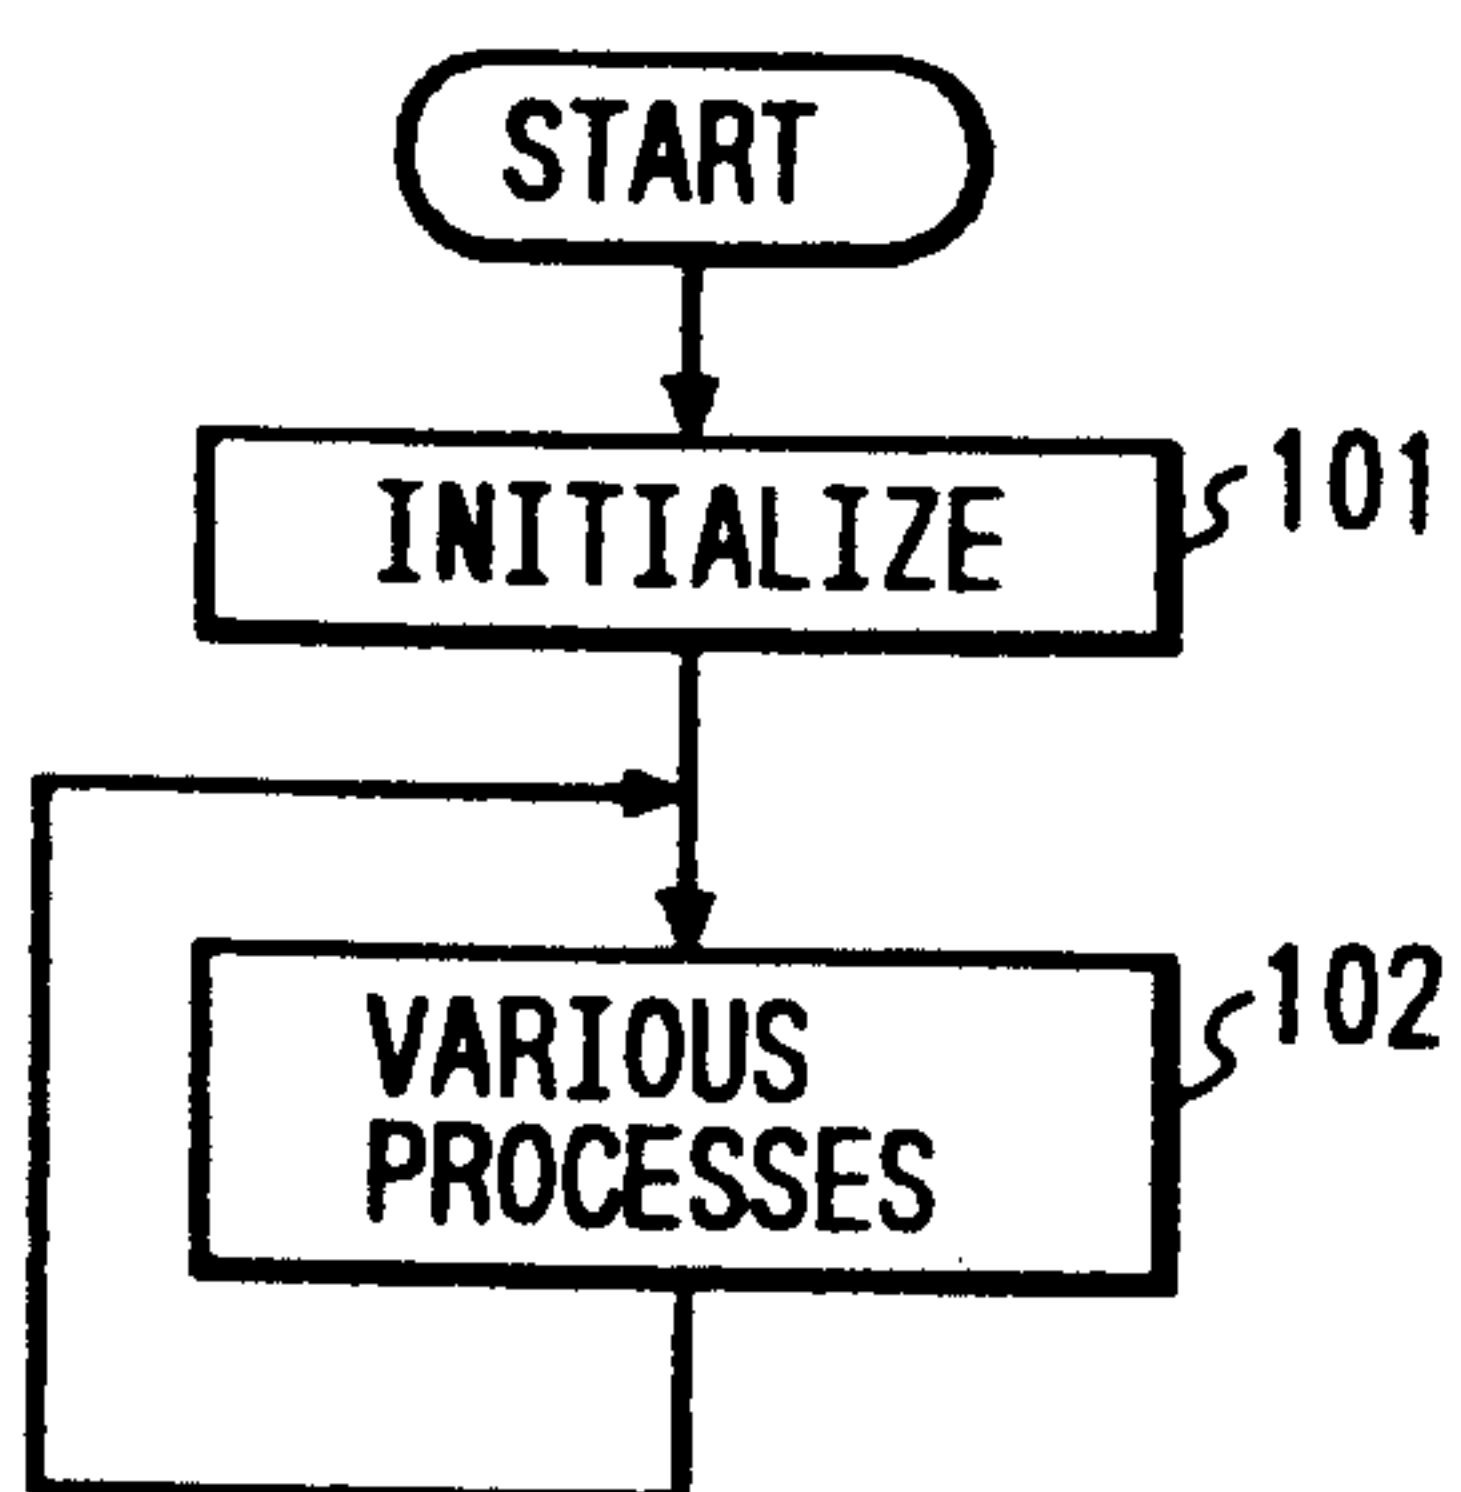 START
INITIALIZE
101
VARIOUS
PROCESSES
102